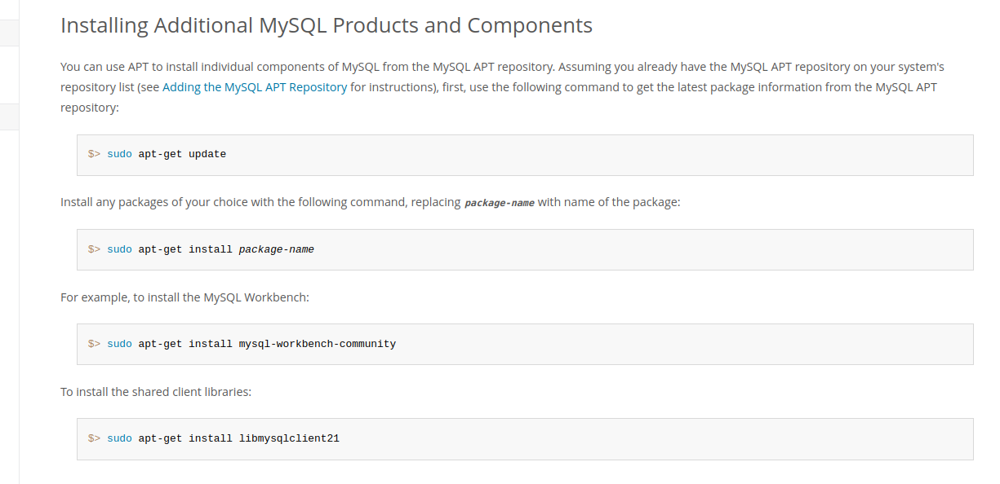 Installing Additional MySQL Products and Components
You can use APT to install individual components of MySQL from the MySQL APT repository. Assuming you already have the MySQL APT repository on your system's
repository list (see Adding the MySQL APT Repository for instructions), first, use the following command to get the latest package information from the MySQL APT
repository:
$> sudo apt-get update
Install any packages of your choice with the following command, replacing package-name with name of the package:
$> sudo apt-get install package-name
For example, to install the MySQL Workbench:
$> sudo apt-get install mysql-workbench-community
To install the shared client libraries:
$> sudo apt-get install libmysqlclient21